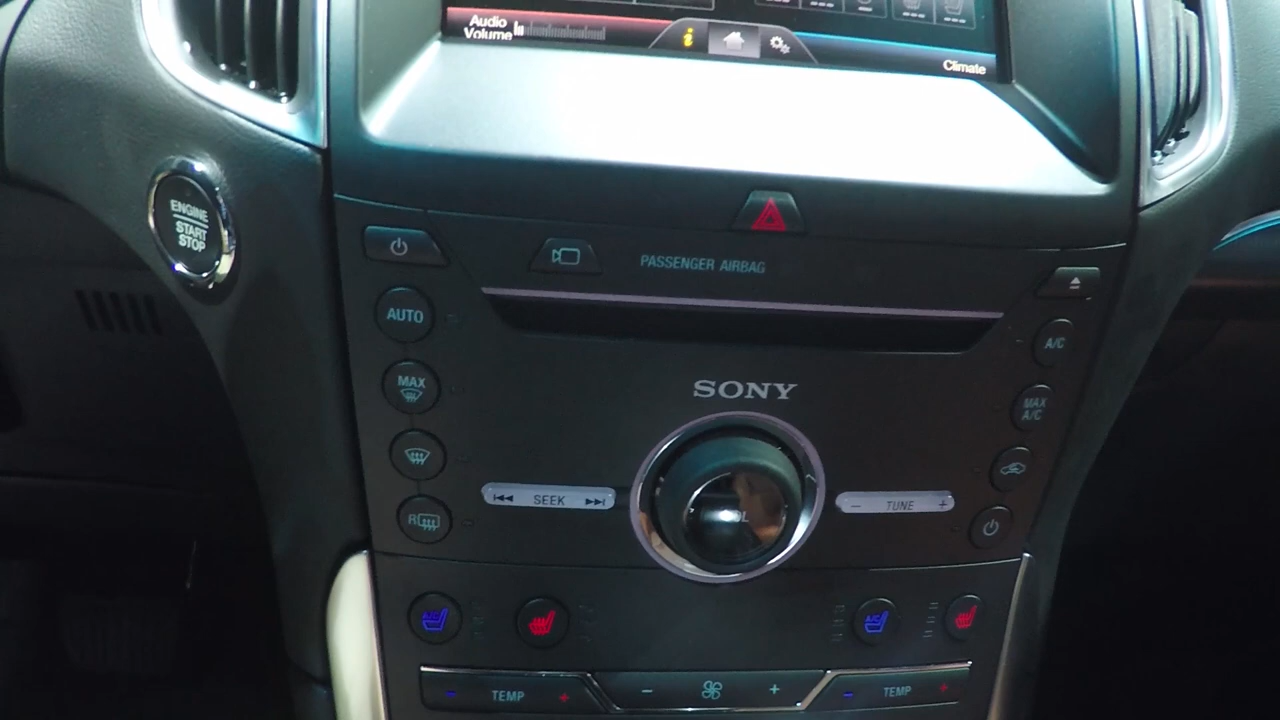 Audio
Volume
i
Climate
ENGINE
START
STOP
PASSENGER AIRBAG
AUTO
A/C
MAX
SONY
MAX
A/C
SEEK
- TUNE +
R
A/C
A/C
- TEMP +
- +
- TEMP +